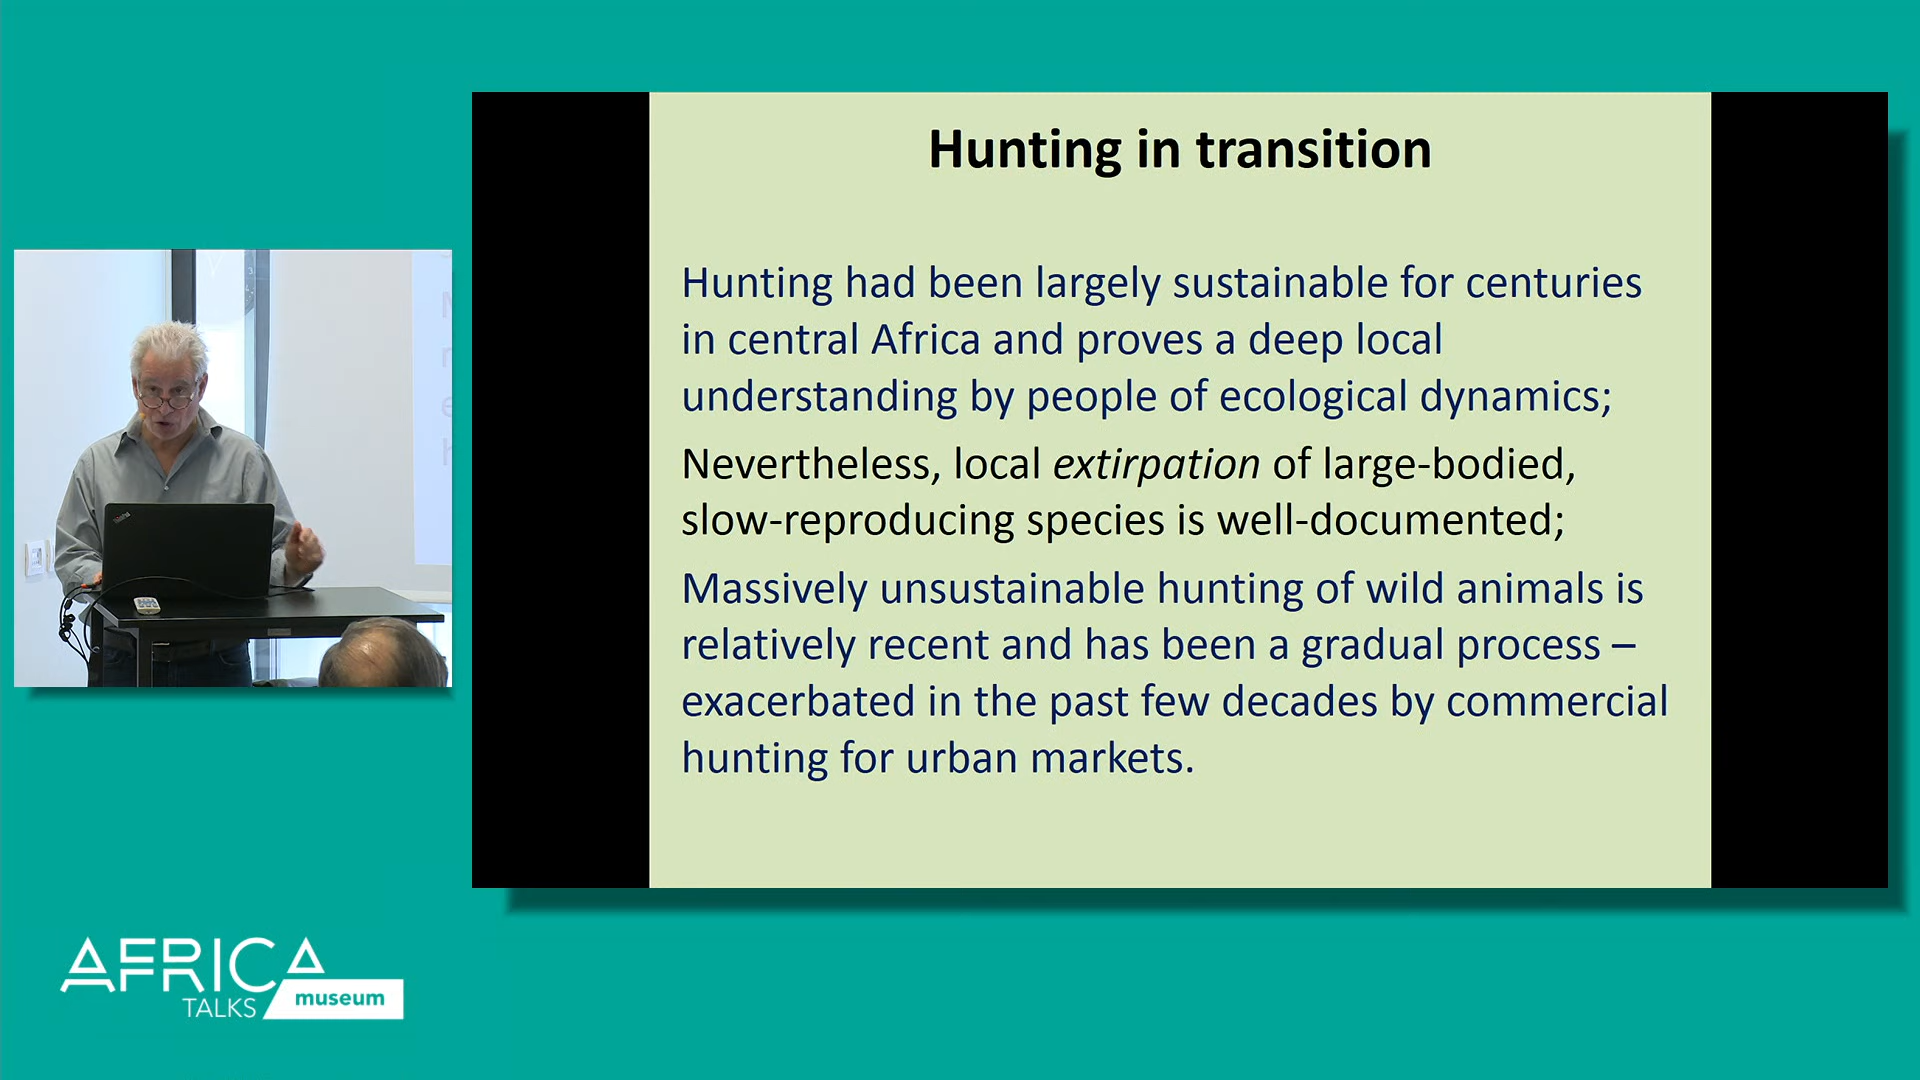 Hunting in transition
Hunting had been largely sustainable for centuries
in central Africa and proves a deep local
understanding by people of ecological dynamics;
Nevertheless, local extirpation of large-bodied,
slow-reproducing species is well-documented;
Massively unsustainable hunting of wild animals is
relatively recent and has been a gradual process –
exacerbated in the past few decades by commercial
hunting for urban markets.
AFRICA
TALKS museum